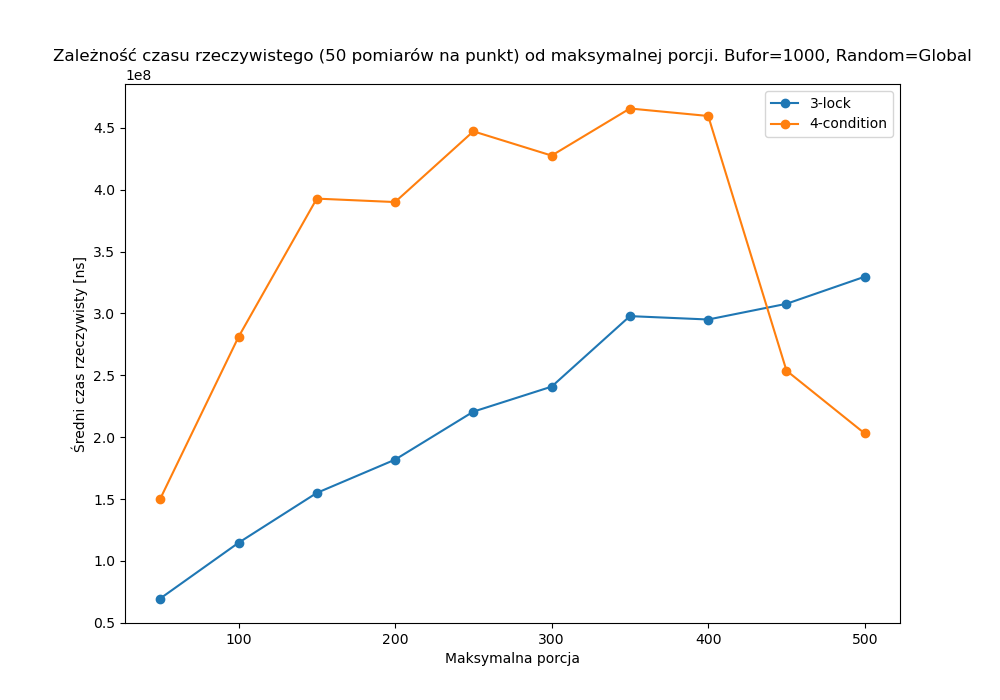 Zależność czasu rzeczywistego (50 pomiarów na punkt) od maksymalnej porcji. Bufor=1000, Random=Global
1e8
3-lock
4-condition
4.5
4.0
3.5
3.0
2.5
2.0
1.5
1.0
0.5
Średni czas rzeczywisty [ns]
100
200
300
400
500
Maksymalna porcja